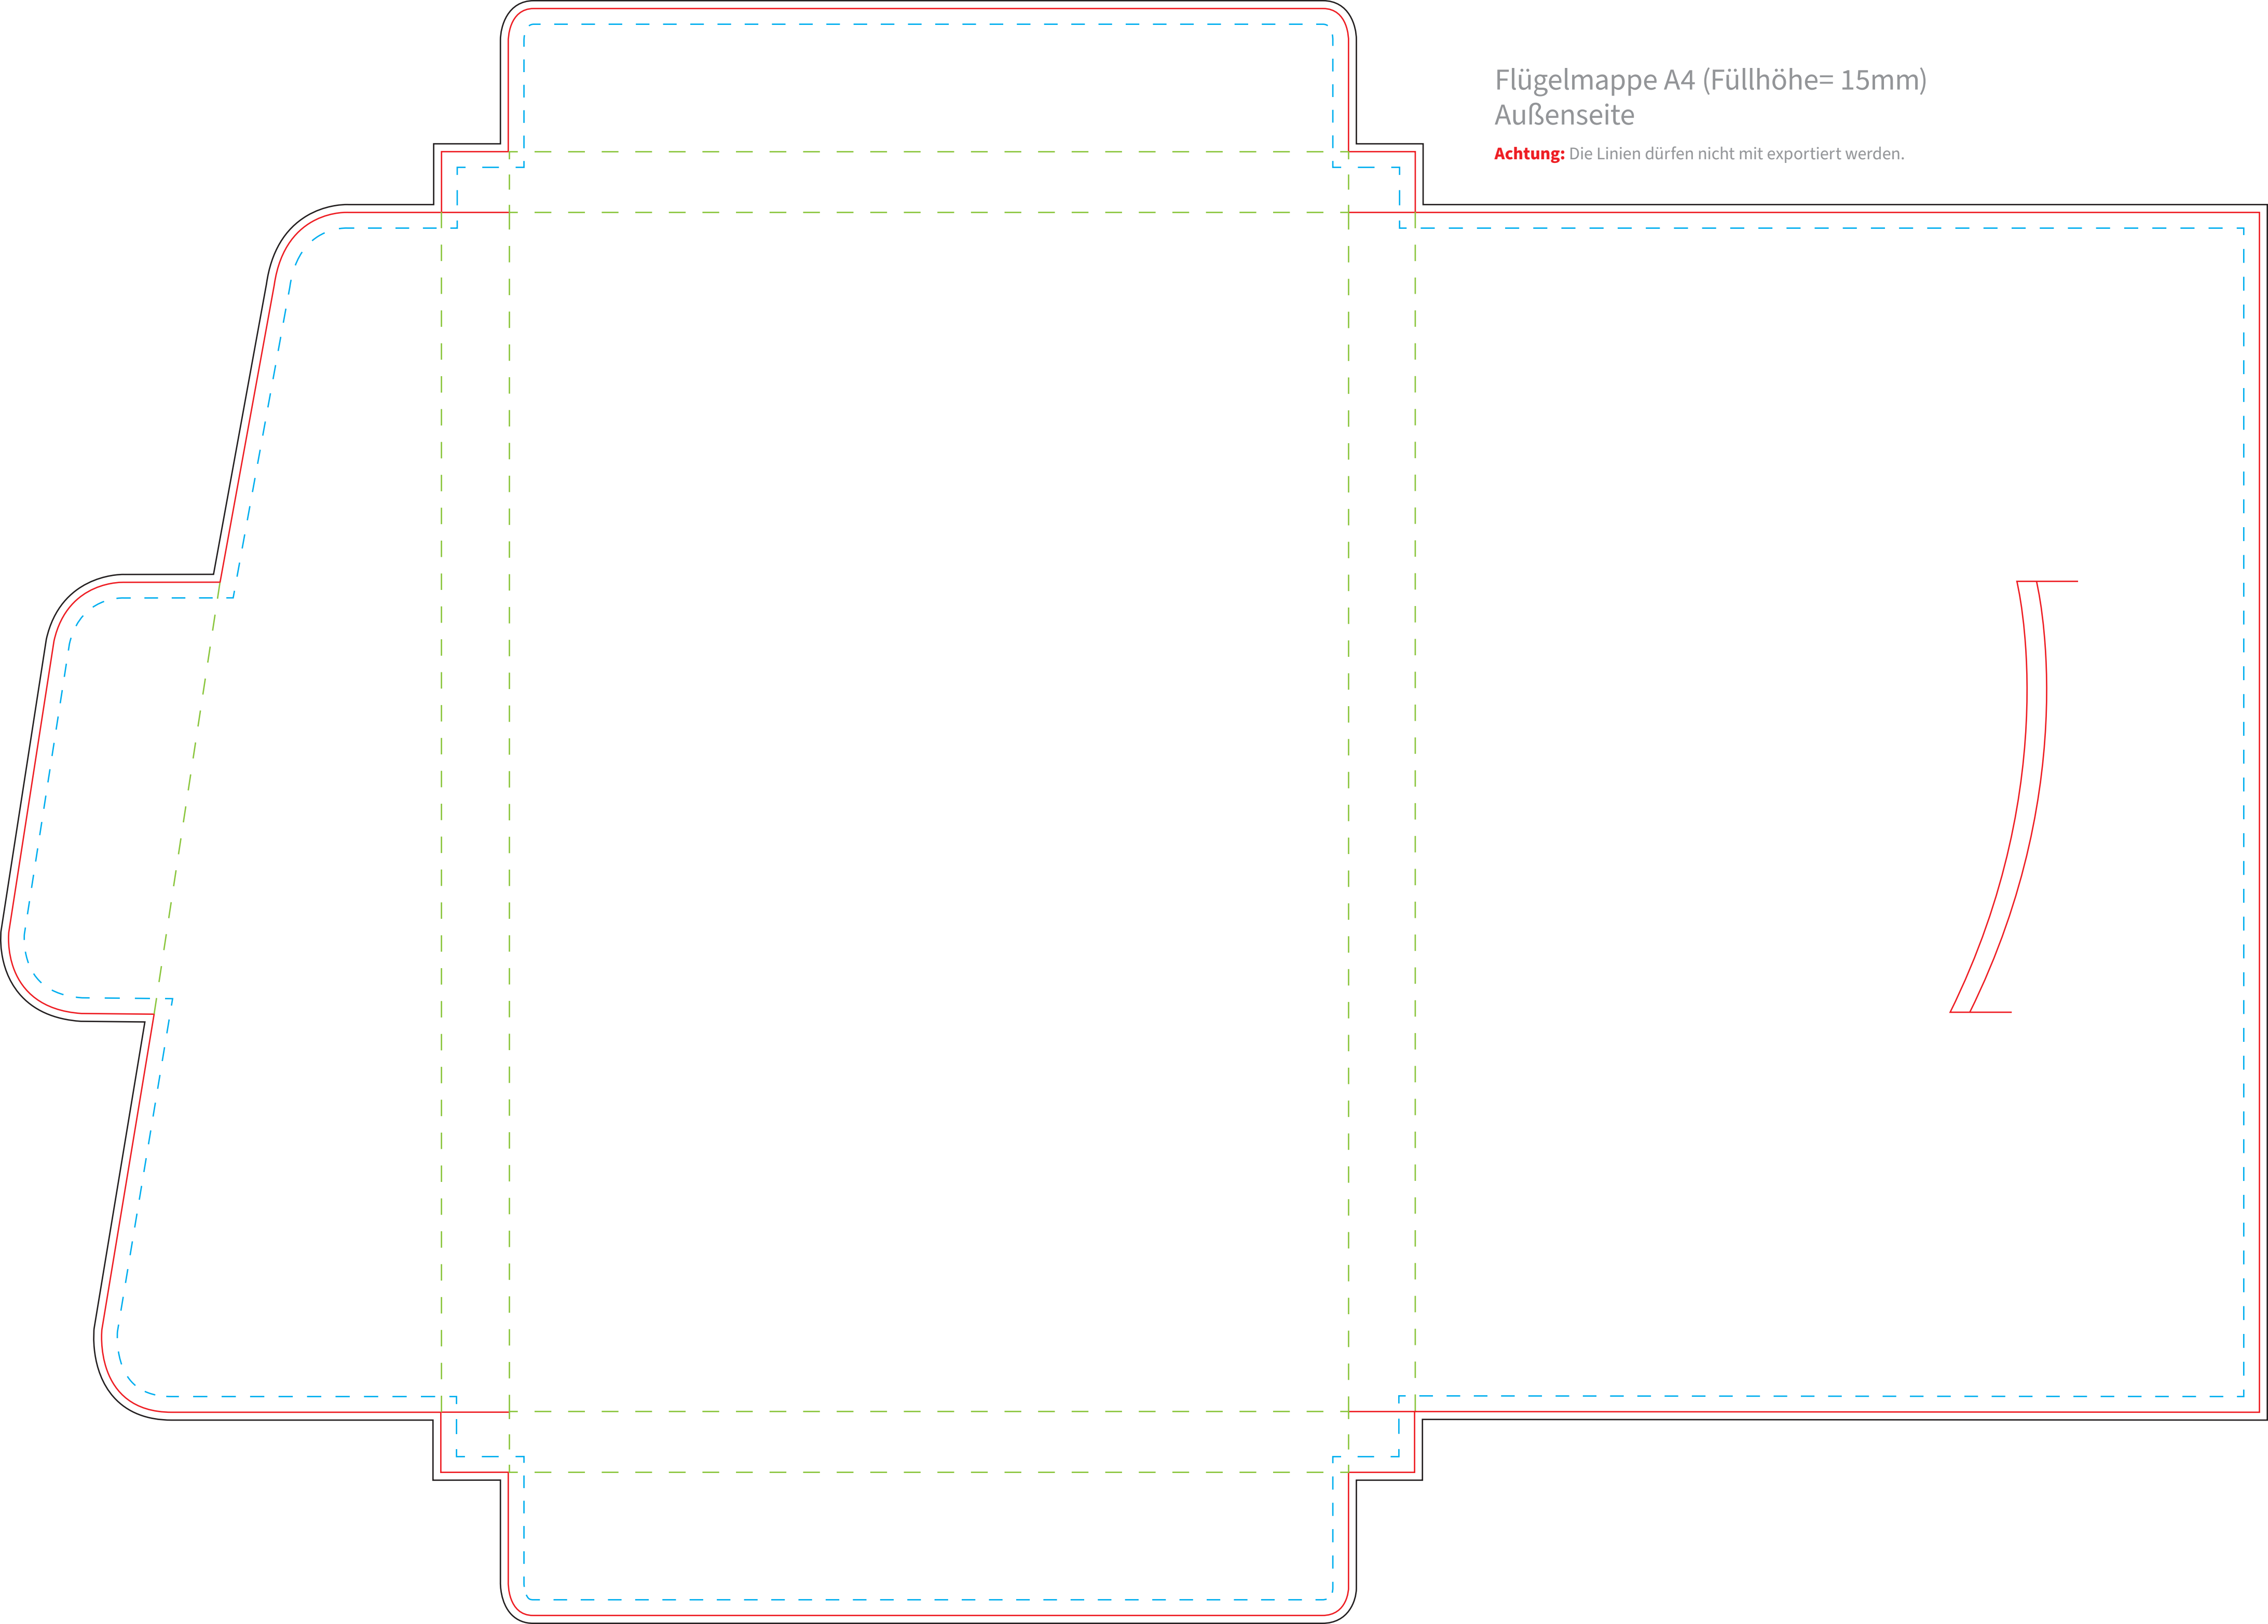 Flügelmappe A4 (Füllhöhe= 15mm)
Außenseite
Achtung: Die Linien dürfen nicht mit exportiert werden.